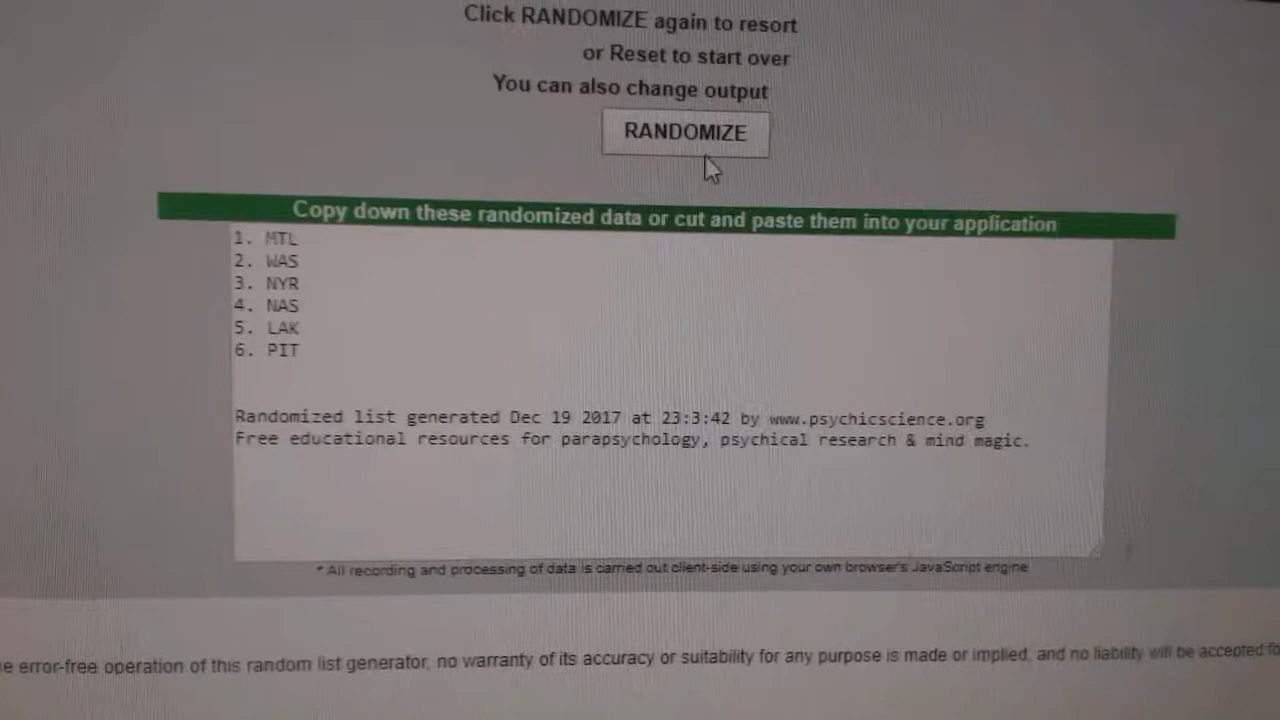 Click RANDOMIZE again to resort
or Reset to start over
You can also change output
RANDOMIZE
Copy down these randomized data or cut and paste them into your application
1. MTL
2. WAS
3. NYR
4. NAS
5. LAK
6. PIT
Randomized list generated Dec 19 2017 at 23:3:42 by www.psychicscience.org
Free educational resources for parapsychology, psychical research & mind magic.
* All recording and processing of data is carried out client-side using your own browser's JavaScript engine
error-free operation of this random list generator, no warranty of its accuracy or suitability for any purpose is made or implied, and no liability will be accepted